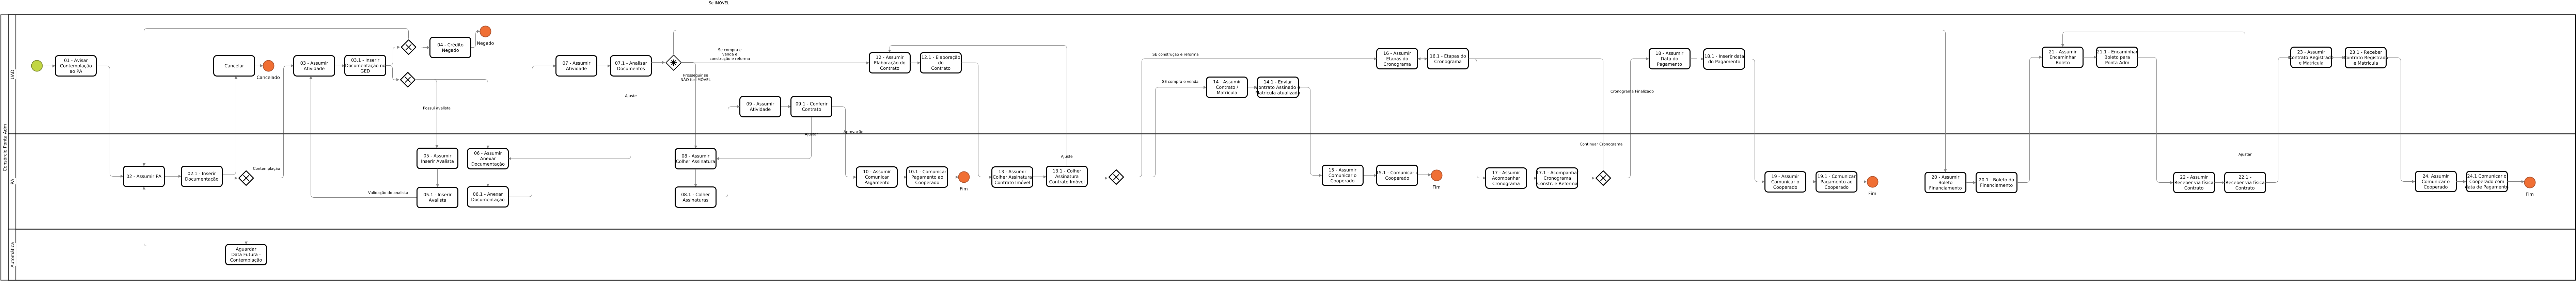 Se IMÓVEL
Consórcio Ponta Adm
UAD
01 - Avisar
Contemplação
ao PA
Cancelar
Cancelado
03 - Assumir
Atividade
03.1 - Inserir
Documentação no
GED
04 - Crédito
Negado
Negado
Possui avalista
07 - Assumir
Atividade
07.1 - Analisar
Documentos
Ajuste
Se compra e
venda e
construção e reforma
Prosseguir se
NÃO for IMÓVEL
09 - Assumir
Atividade
09.1 - Conferir
Contrato
Ajustar
Aprovação
12 - Assumir
Elaboração do
Contrato
12.1 - Elaboração
do
Contrato
SE construção e reforma
SE compra e venda
14 - Assumir
Contrato /
Matrícula
14.1 - Enviar
Contrato Assinado e
Matrícula atualizada
16 - Assumir
Etapas do
Cronograma
16.1 - Etapas do
Cronograma
Cronograma Finalizado
18 - Assumir
Data do
Pagamento
18.1 - Inserir data
do Pagamento
21 - Assumir
Encaminhar
Boleto
21.1 - Encaminhar
Boleto para
Ponta Adm
23 - Assumir
Contrato Registrado
e Matricula
23.1 - Receber
Contrato Registrado
e Matricula
PA
02 - Assumir PA
02.1 - Inserir
Documentação
Contemplação
Validação do analista
05 - Assumir
Inserir Avalista
05.1 - Inserir
Avalista
06 - Assumir
Anexar
Documentação
06.1 - Anexar
Documentação
08 - Assumir
Colher Assinatura
08.1 - Colher
Assinaturas
10 - Assumir
Comunicar
Pagamento
10.1 - Comunicar
Pagamento ao
Cooperado
Fim
13 - Assumir
Colher Assinatura
Contrato Imóvel
Ajuste
13.1 - Colher
Assinatura
Contrato Imóvel
15 - Assumir
Comunicar o
Cooperado
15.1 - Comunicar o
Cooperado
Fim
17 - Assumir
Acompanhar
Cronograma
17.1 - Acompanhar
Cronograma
Constr. e Reforma
Continuar Cronograma
19 - Assumir
Comunicar o
Cooperado
19.1 - Comunicar
Pagamento ao
Cooperado
Fim
20 - Assumir
Boleto
Financiamento
20.1 - Boleto do
Financiamento
22 - Assumir
Receber via física
Contrato
Ajustar
22.1 -
Receber via física
Contrato
24. Assumir
Comunicar o
Cooperado
24.1 Comunicar o
Cooperado com
data de Pagamento
Fim
Automática
Aguardar
Data Futura -
Contemplação